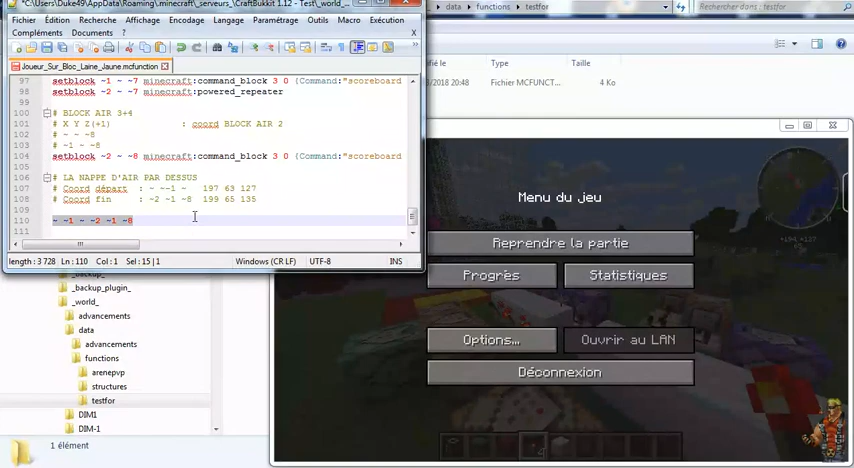 *C:\Users\Duke49\AppData\Roaming\.minecraft\_serveurs_\CraftBukkit 1.12 - Test\_world_
Fichier Édition Recherche Affichage Encodage Langage Paramétrage Outils Macro Exécution
Compléments Documents X
Joueur_Sur_Bloc_Laine_Jaune.mcfunction
97 setblock ~1 ~ ~7 minecraft:command_block 3 0 {Command:"scoreboard
98 setblock ~2 ~ ~7 minecraft:powered_repeater
99
100 # BLOCK AIR 3+4
101 # X Y Z(+1) : coord BLOCK AIR 2
102 # ~ ~ ~8
103 # ~1 ~ ~8
104 setblock ~2 ~ ~8 minecraft:command_block 3 0 {Command:"scoreboard
105
106 # LA NAPPE D'AIR PAR DESSUS
107 # Coord départ : ~ ~-1 ~ 197 63 127
108 # Coord fin : ~2 ~1 ~8 199 65 135
109
110 ~ ~1 ~ ~2 ~1 ~8
111
length : 3 728 Ln : 110 Col : 1 Sel : 15 | 1 Windows (CR LF) UTF-8 INS
data functions testfor
Rechercher dans : testfor
ifié le Type Taille
/2018 20:48 Fichier MCFUNCT... 4 Ko
_backup_
_backup_plugin_
_world_
advancements
data
advancements
functions
arenepvp
structures
testfor
DIM1
DIM-1
1 élément
Menu du jeu
Reprendre la partie
Progrès Statistiques
Options... Ouvrir au LAN
Déconnexion